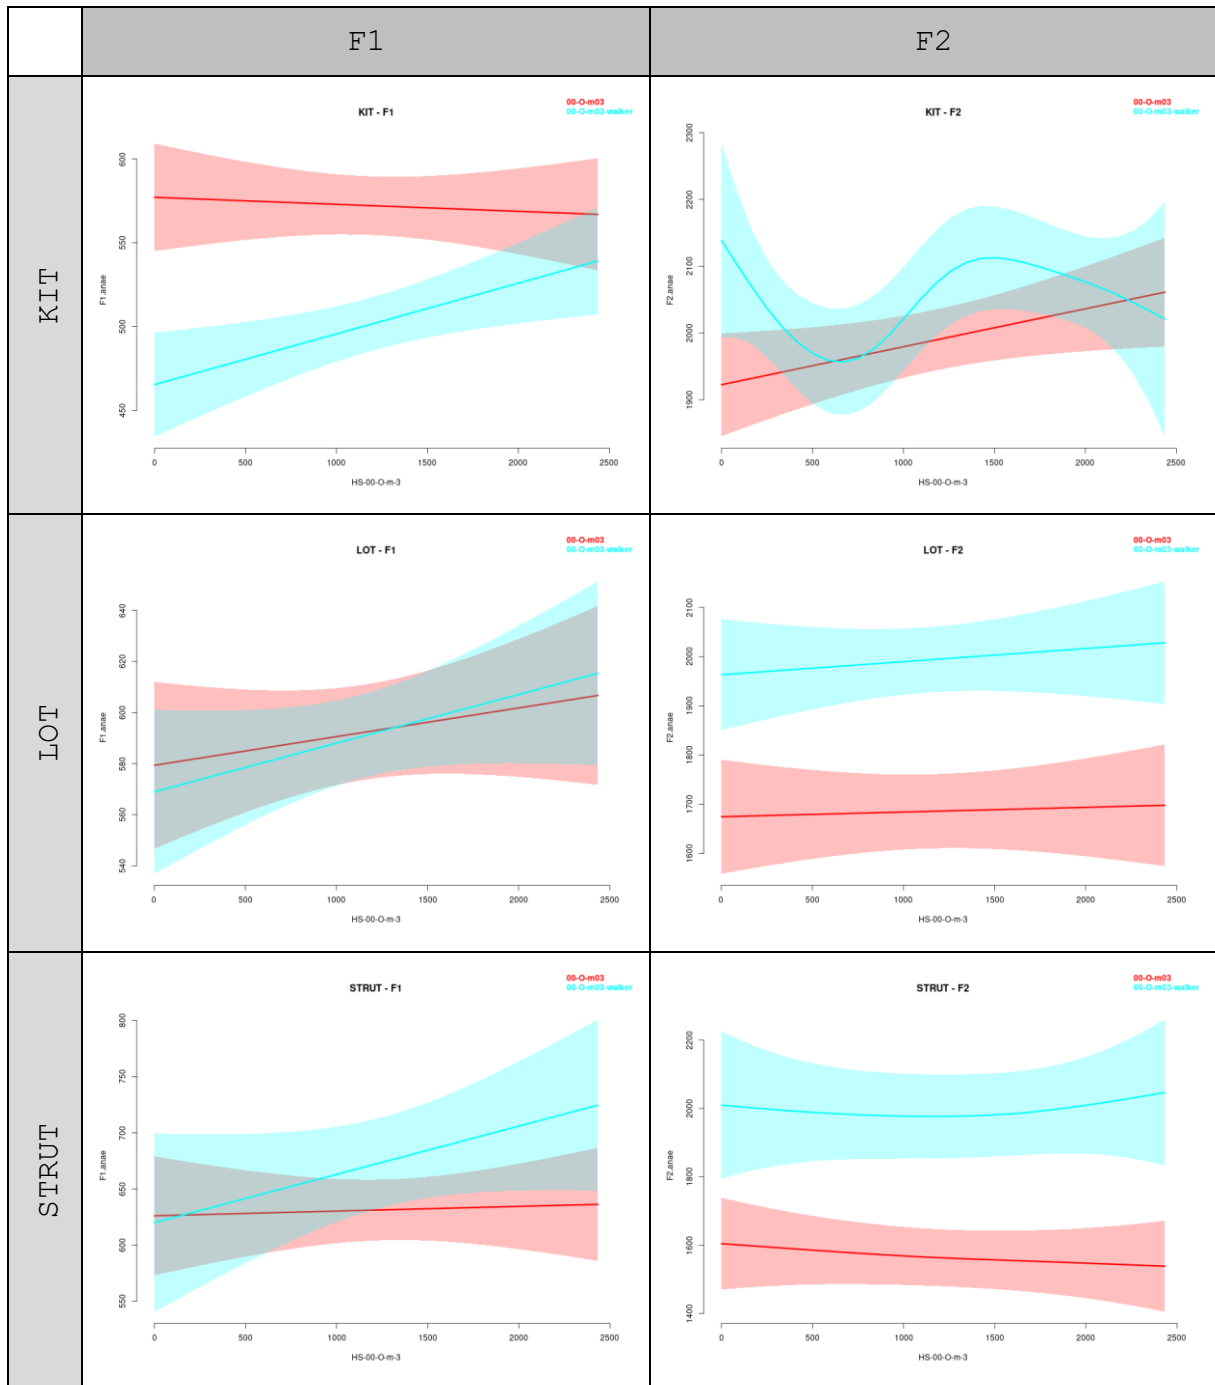 F1
F2
KIT
KIT - F1
00-O-m03
00-O-m03-walker
F1.anae
600
550
500
450
0
500
1000
1500
2000
2500
HS-00-O-m-3
KIT - F2
00-O-m03
00-O-m03-walker
F2.anae
2300
2200
2100
2000
1900
0
500
1000
1500
2000
2500
HS-00-O-m-3
LOT
LOT - F1
00-O-m03
00-O-m03-walker
F1.anae
640
620
600
580
560
540
0
500
1000
1500
2000
2500
HS-00-O-m-3
LOT - F2
00-O-m03
00-O-m03-walker
F2.anae
2100
2000
1900
1800
1700
1600
0
500
1000
1500
2000
2500
HS-00-O-m-3
STRUT
STRUT - F1
00-O-m03
00-O-m03-walker
F1.anae
800
750
700
650
600
550
0
500
1000
1500
2000
2500
HS-00-O-m-3
STRUT - F2
00-O-m03
00-O-m03-walker
F2.anae
2200
2000
1800
1600
1400
0
500
1000
1500
2000
2500
HS-00-O-m-3